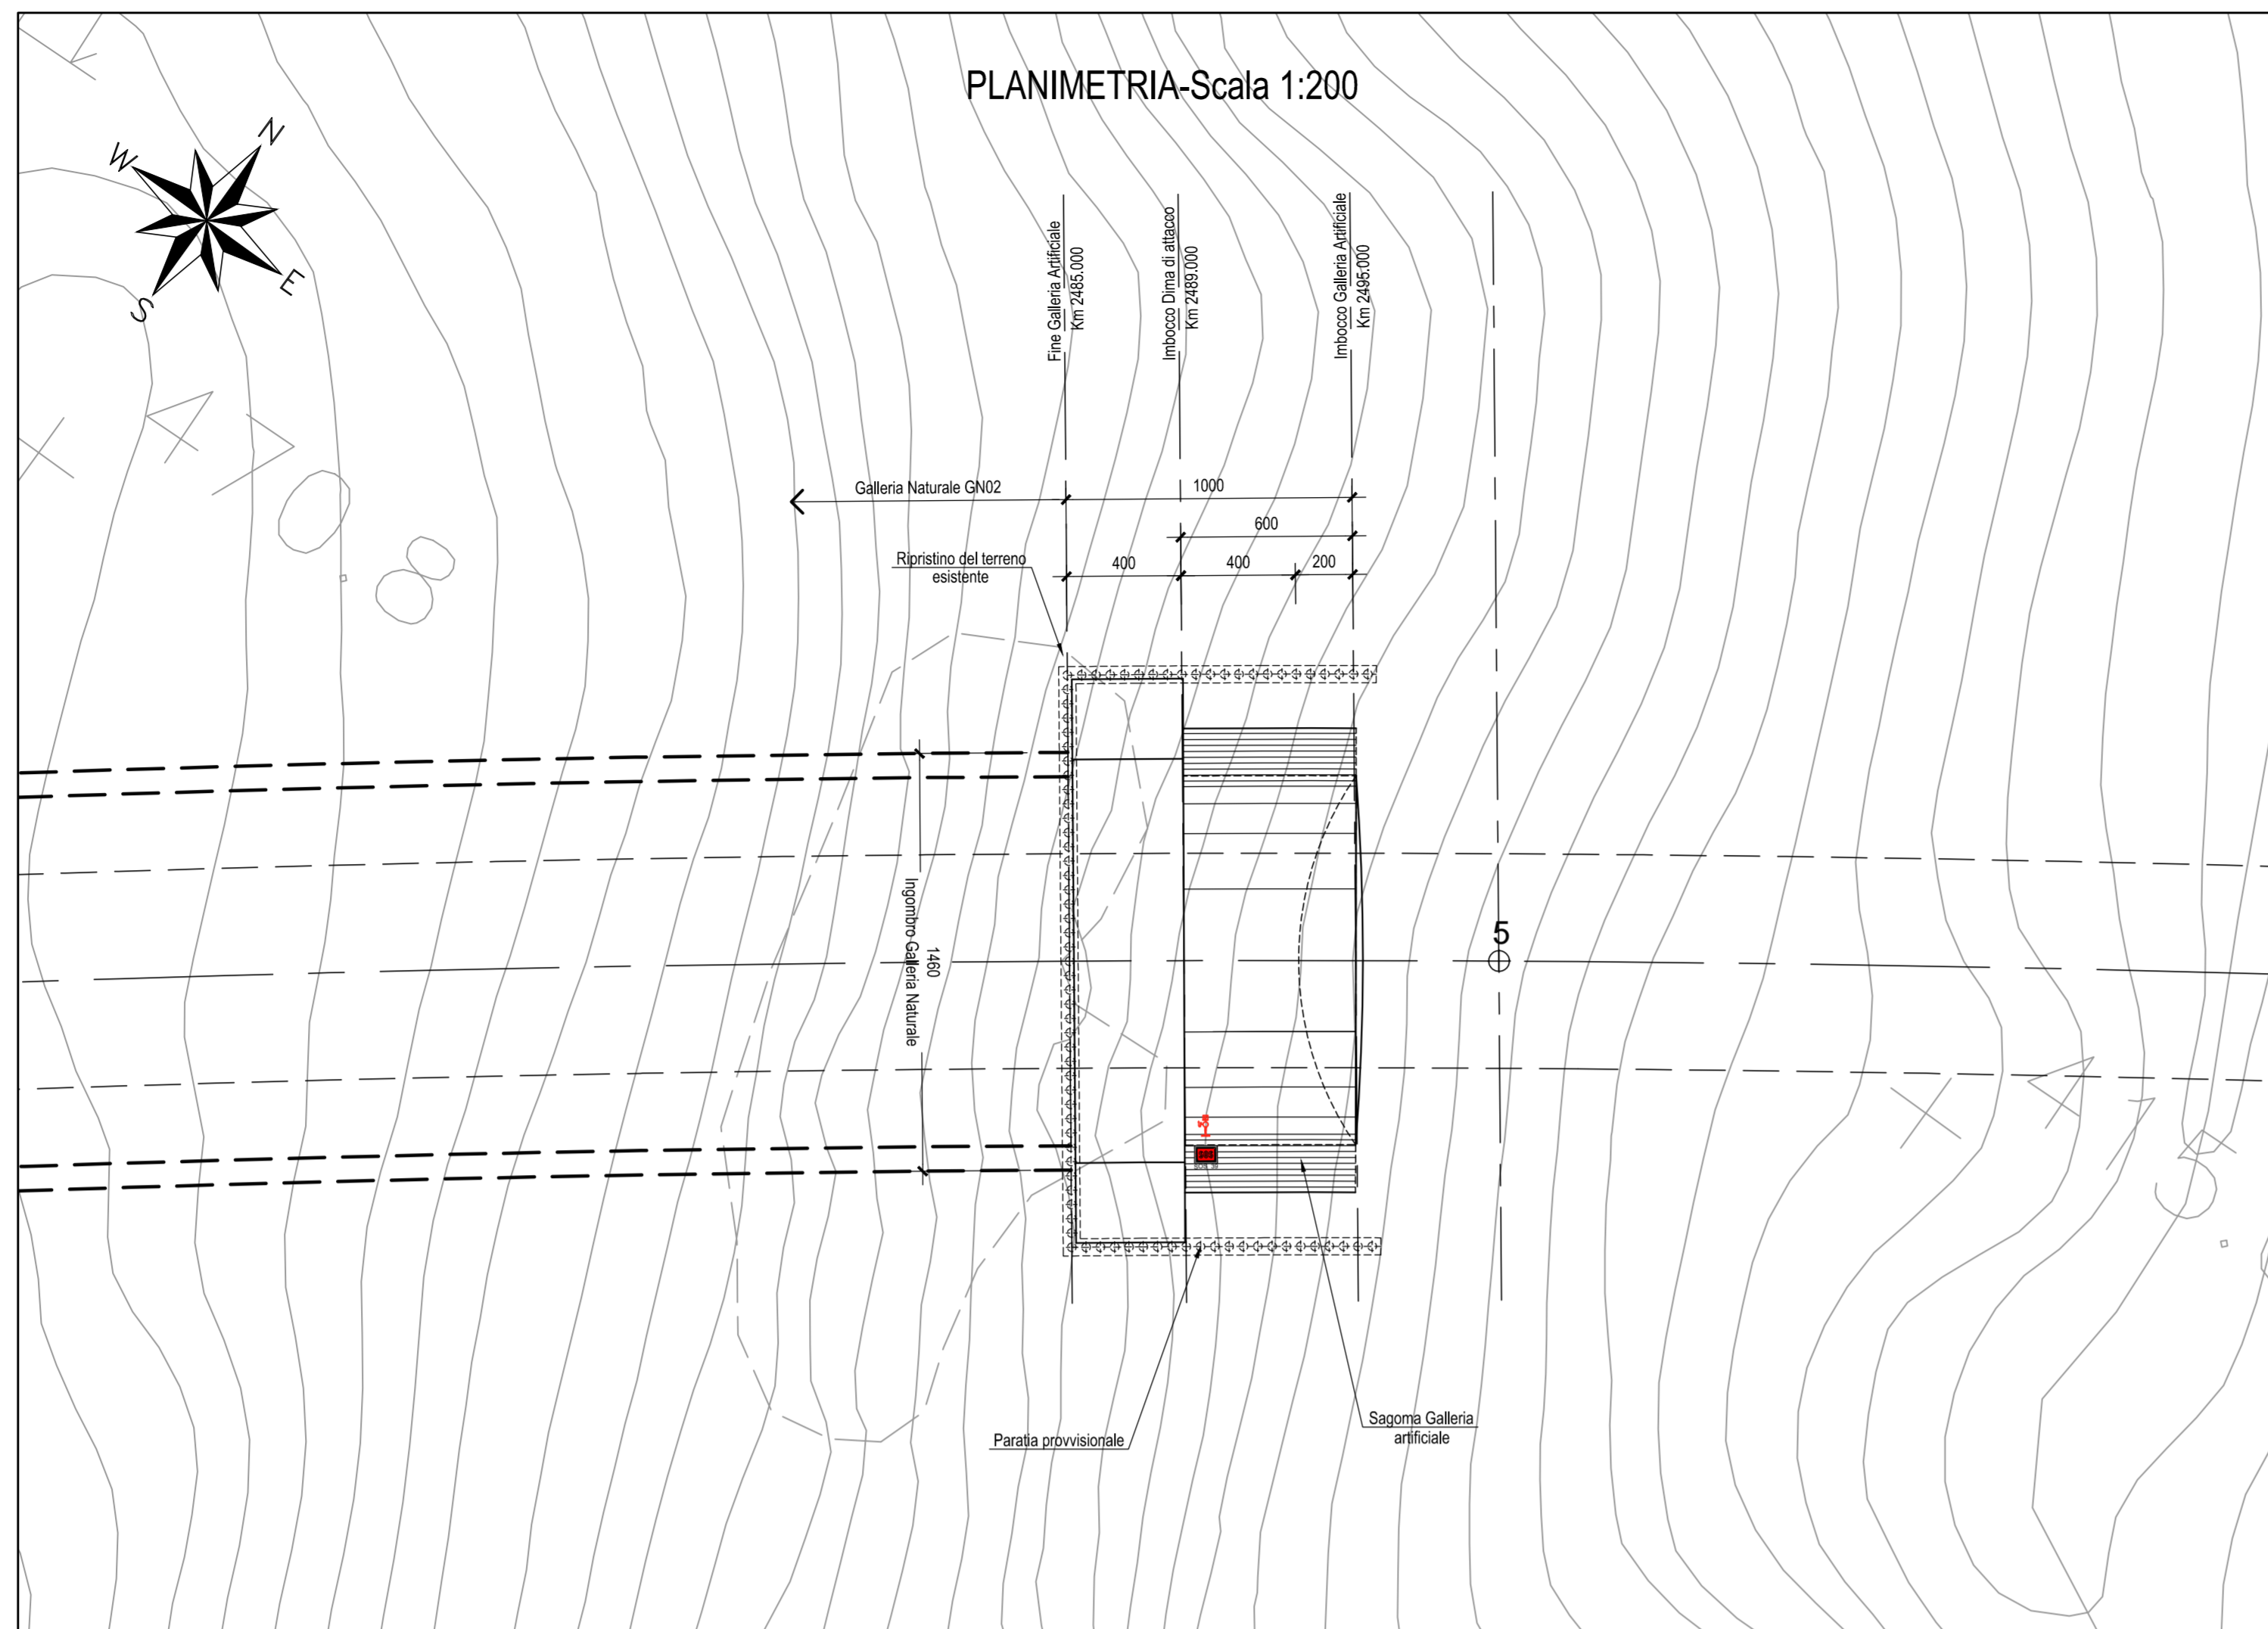 PLANIMETRIA-Scala 1:200
N
W
E
S
Fine Galleria Artificiale
Km 2485.000
Imbocco Dima di attacco
Km 2489.000
Imbocco Galleria Artificiale
Km 2495.000
Galleria Naturale GN02
1000
600
400
400
200
Ripristino del terreno
esistente
1460
Ingombro Galleria Naturale
5
Paratia provvisionale
Sagoma Galleria
artificiale